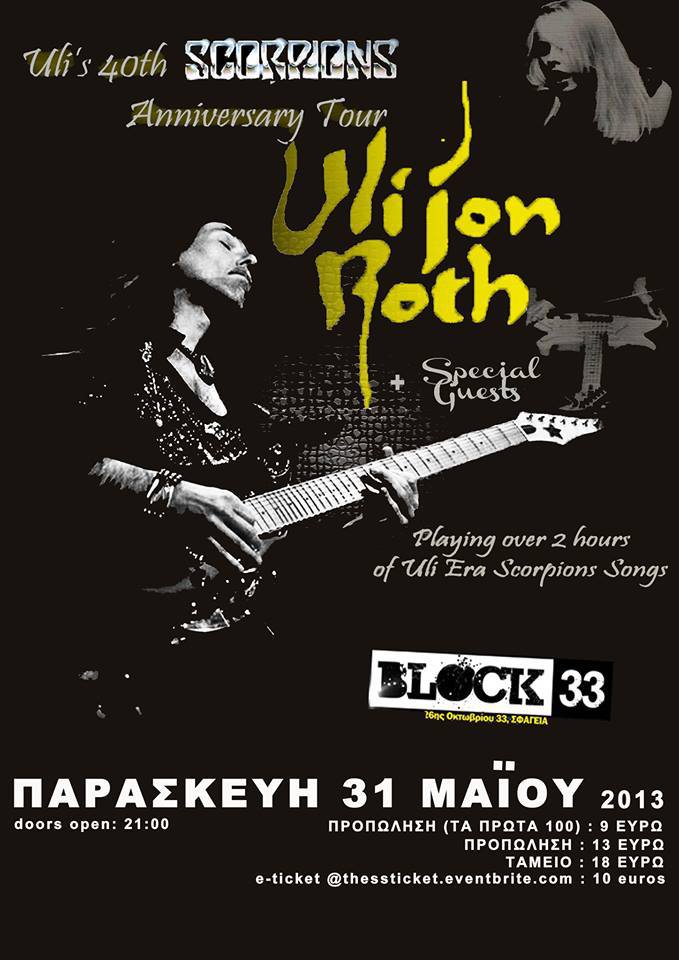 Uli's 40th SCORPIONS
Anniversary Tour
Uli Jon
Roth
+ Special
Guests
Playing over 2 hours
of Uli Era Scorpions Songs
BLOCK 33
26ης Οκτωβρίου 33, ΣΦΑΓΕΙΑ
ΠΑΡΑΣΚΕΥΗ 31 ΜΑΪΟΥ 2013
doors open: 21:00
ΠΡΟΠΩΛΗΣΗ (ΤΑ ΠΡΩΤΑ 100) : 9 ΕΥΡΩ
ΠΡΟΠΩΛΗΣΗ : 13 ΕΥΡΩ
ΤΑΜΕΙΟ : 18 ΕΥΡΩ
e-ticket @thessticket.eventbrite.com : 10 euros